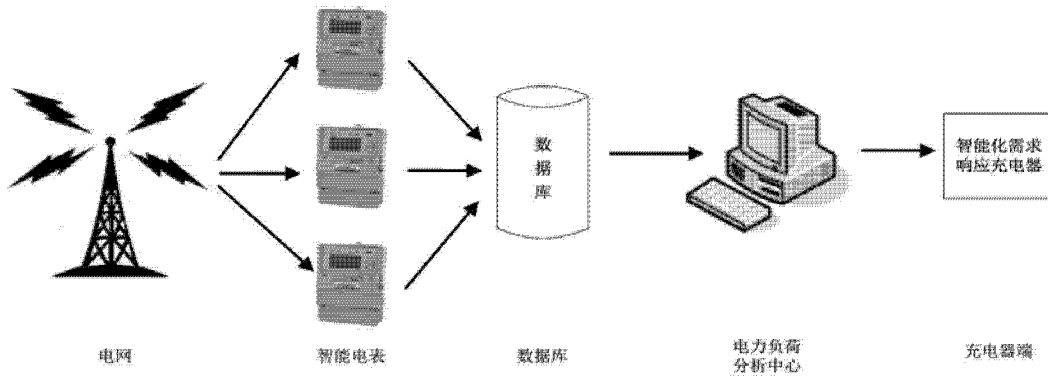 数
据
库
智能化需求
响应充电器
电网
智能电表
数据库
电力负荷
分析中心
充电器端